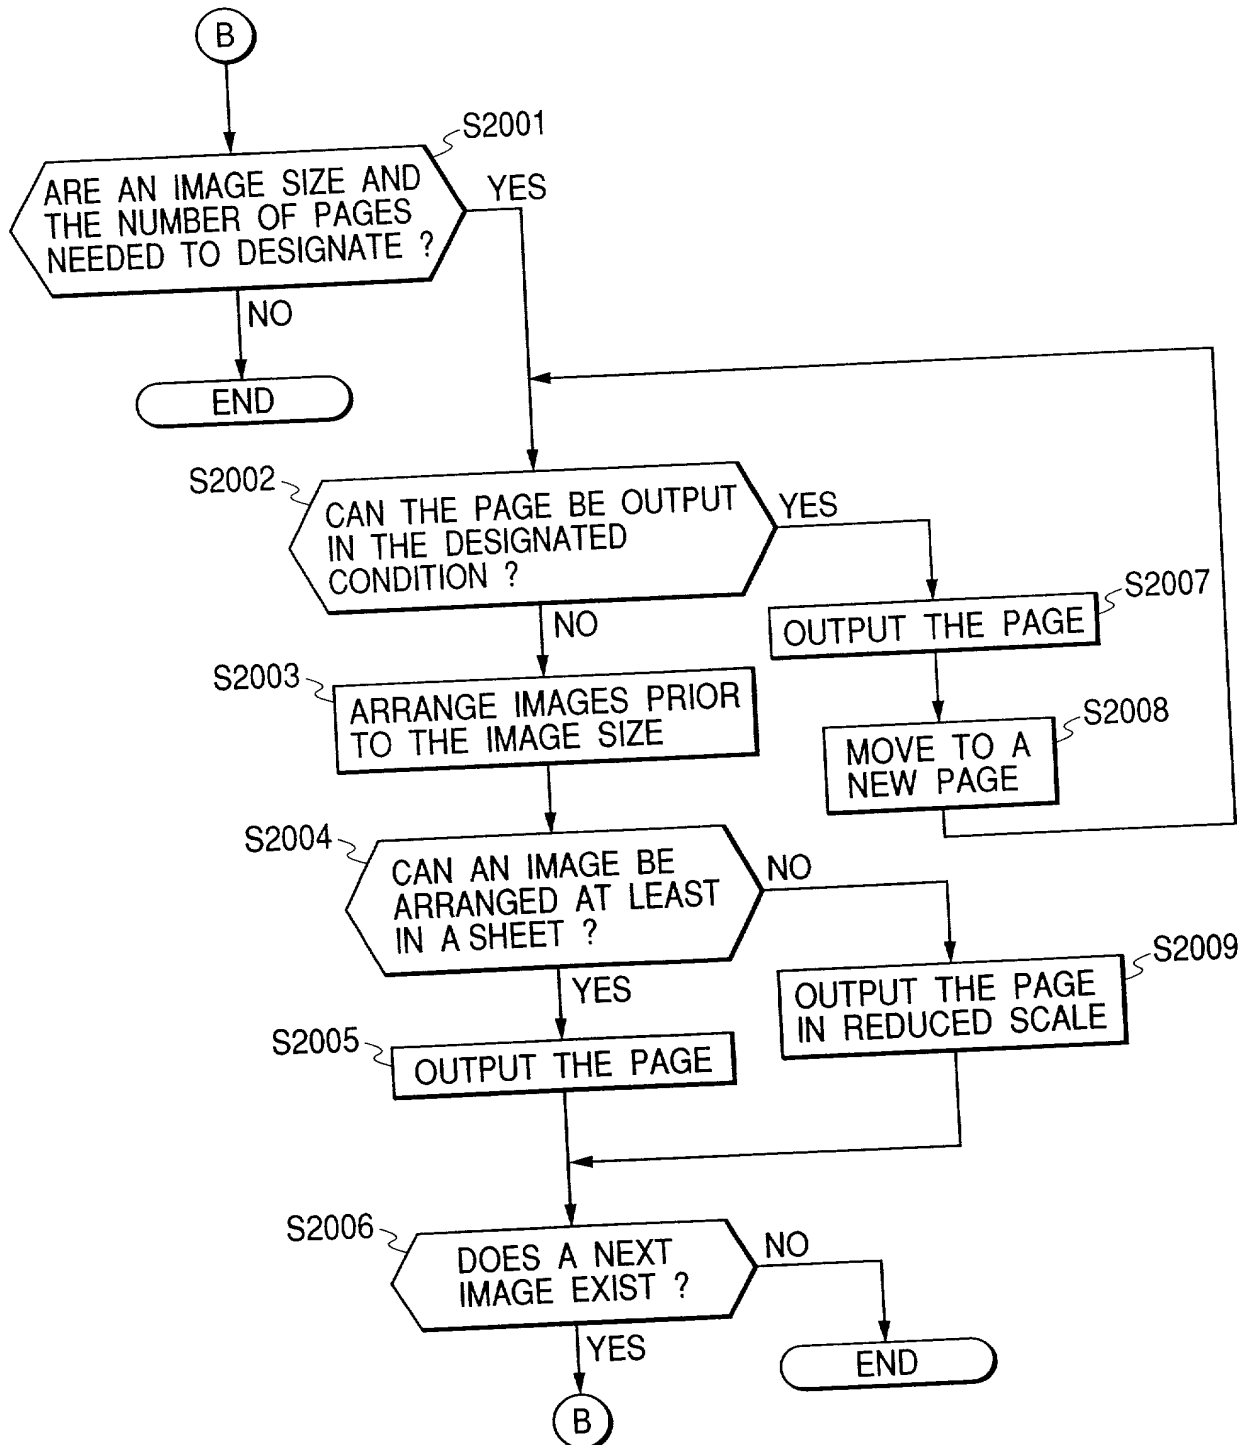 B
S2001
ARE AN IMAGE SIZE AND
THE NUMBER OF PAGES
NEEDED TO DESIGNATE ?
YES
NO
END
S2002
CAN THE PAGE BE OUTPUT
IN THE DESIGNATED
CONDITION ?
YES
NO
S2007
OUTPUT THE PAGE
S2003
ARRANGE IMAGES PRIOR
TO THE IMAGE SIZE
S2008
MOVE TO A
NEW PAGE
S2004
CAN AN IMAGE BE
ARRANGED AT LEAST
IN A SHEET ?
NO
YES
S2009
OUTPUT THE PAGE
IN REDUCED SCALE
S2005
OUTPUT THE PAGE
S2006
DOES A NEXT
IMAGE EXIST ?
NO
YES
END
B